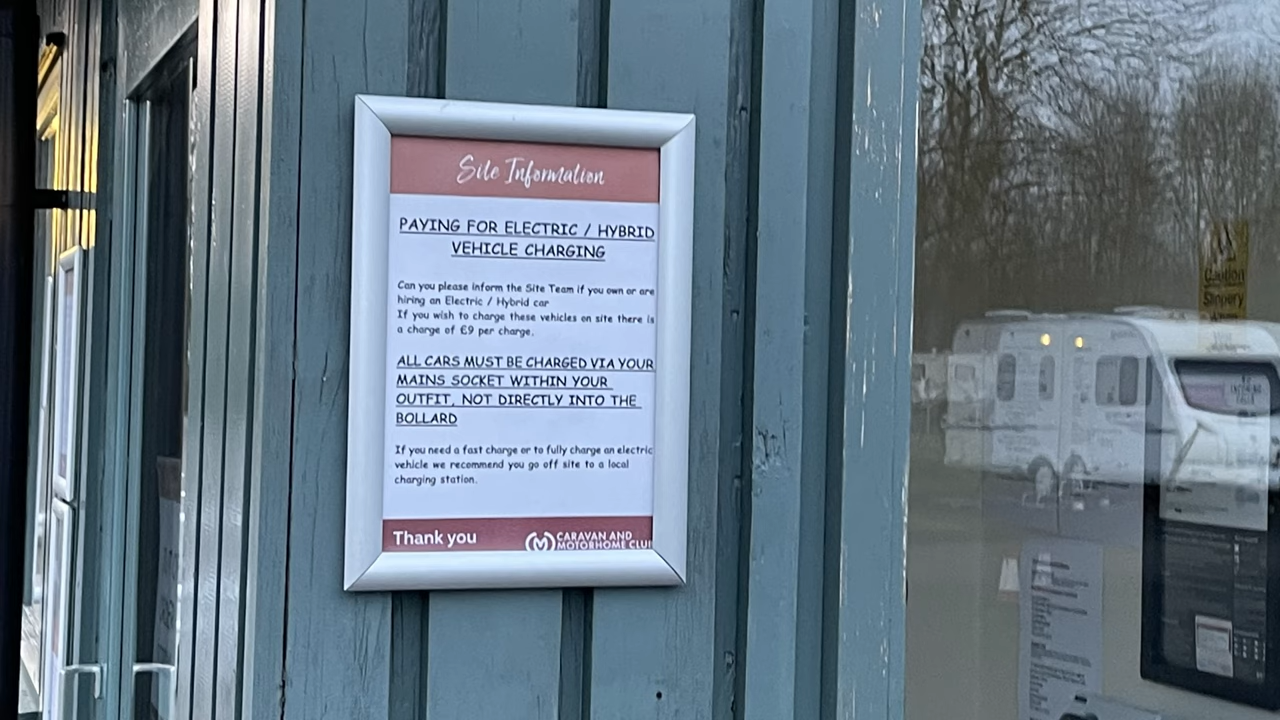 Site Information
PAYING FOR ELECTRIC / HYBRID
VEHICLE CHARGING
Can you please inform the Site Team if you own or are
hiring an Electric / Hybrid car
If you wish to charge these vehicles on site there is
a charge of £9 per charge.
ALL CARS MUST BE CHARGED VIA YOUR
MAINS SOCKET WITHIN YOUR
OUTFIT, NOT DIRECTLY INTO THE
BOLLARD
If you need a fast charge or to fully charge an electric
vehicle we recommend you go off site to a local
charging station.
Thank you
CARAVAN AND
MOTORHOME CLU
Caution
Slippery